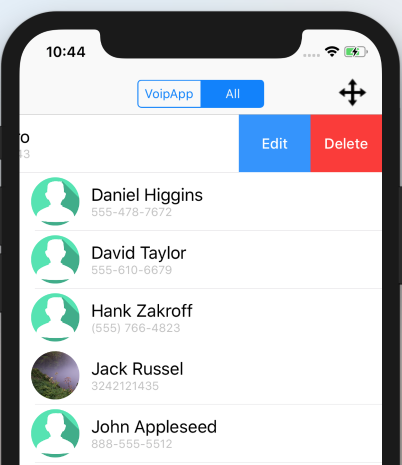 10:44
VoipApp All
ro
43
Edit Delete
Daniel Higgins
555-478-7672
David Taylor
555-610-6679
Hank Zakroff
(555) 766-4823
Jack Russel
3242121435
John Appleseed
888-555-5512